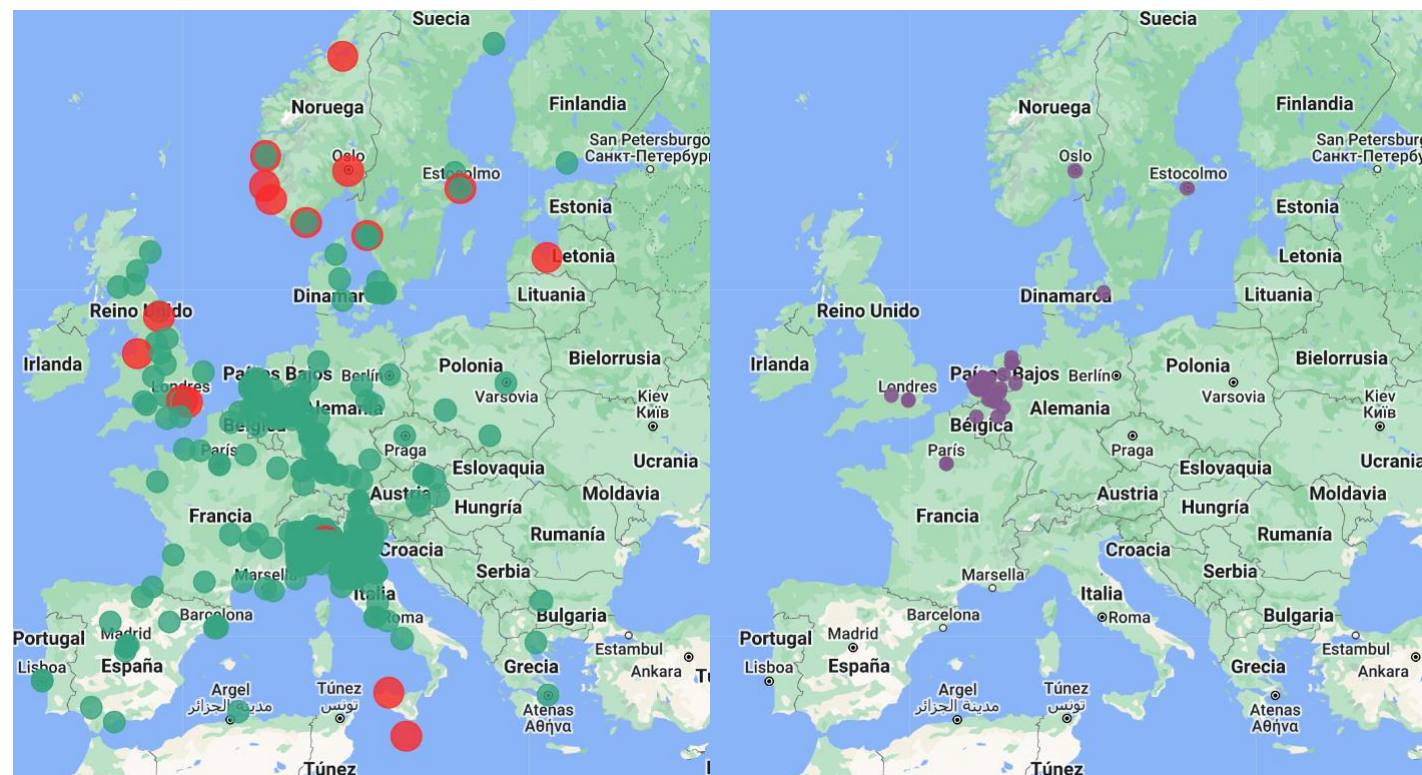 Suecia
Noruega
Finlandia
San Petersburgo
Санкт-Петербург
Oslo
Estocolmo
Estonia
Letonia
Lituania
Dinamar
Reino Unido
Irlanda
Países Bajos
Berlín
Polonia
Varsovia
Bielorrusia
Londres
Alemania
Kiev
Київ
Bélgica
París
Praga
Ucrania
Eslovaquia
Austria
Moldavia
Hungría
Francia
Rumanía
Croacia
Marsella
Serbia
Italia
Bulgaria
Barcelona
Roma
Portugal
Madrid
Estambul
Lisboa
España
Grecia
Ankara
Argel
مدينة الجزائر
Túnez
تونس
Atenas
Αθήνα
Túnez
Suecia
Noruega
Finlandia
San Petersburgo
Санкт-Петербург
Oslo
Estocolmo
Estonia
Letonia
Lituania
Dinamarca
Reino Unido
Irlanda
Países Bajos
Berlín
Polonia
Varsovia
Bielorrusia
Londres
Alemania
Kiev
Київ
Bélgica
París
Praga
Ucrania
Eslovaquia
Austria
Moldavia
Hungría
Francia
Rumanía
Croacia
Marsella
Serbia
Italia
Bulgaria
Barcelona
Roma
Portugal
Madrid
Estambul
Lisboa
España
Grecia
Ankara
Argel
مدينة الجزائر
Túnez
تونس
Atenas
Αθήνα
Túnez